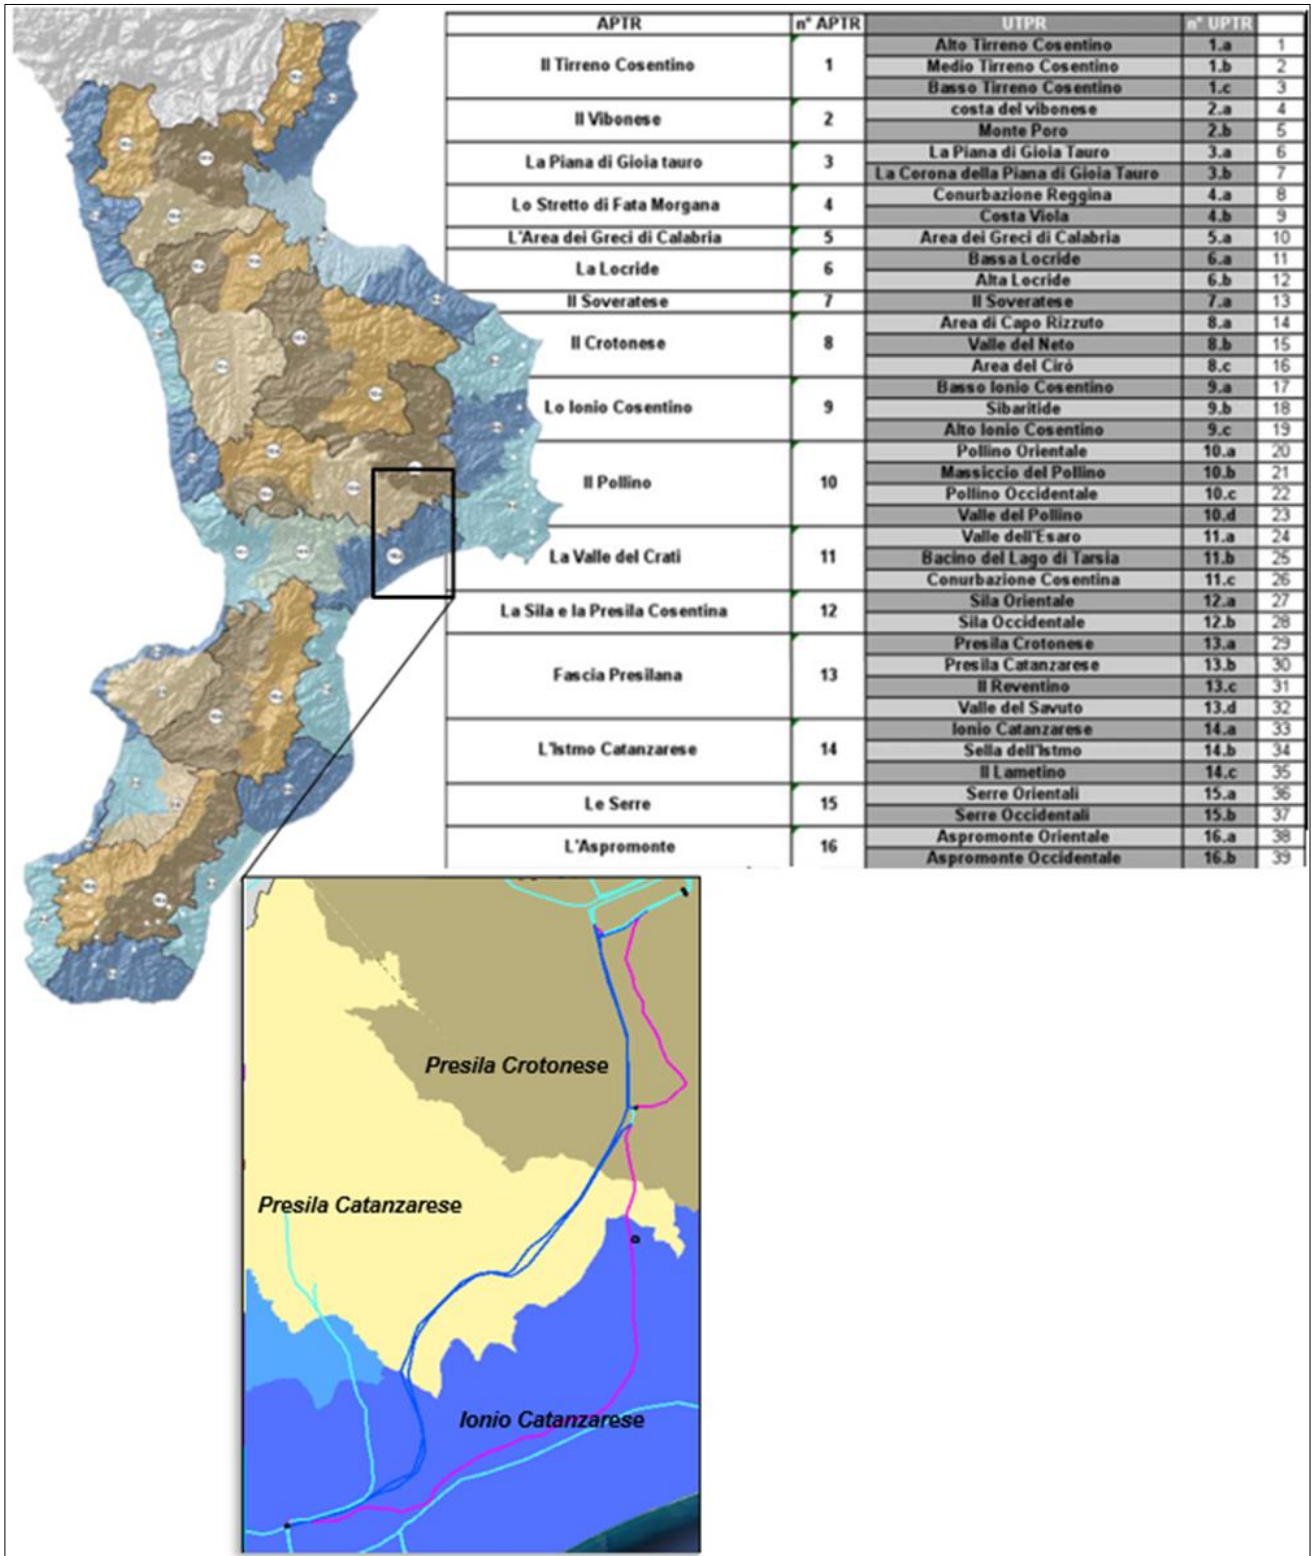 APTR n° APTR UTPR n° UPTR
Il Tirreno Cosentino 1
Alto Tirreno Cosentino 1.a 1
Medio Tirreno Cosentino 1.b 2
Basso Tirreno Cosentino 1.c 3
Il Vibonese 2
costa del vibonese 2.a 4
Monte Poro 2.b 5
La Piana di Gioia tauro 3
La Piana di Gioia Tauro 3.a 6
La Corona della Piana di Gioia Tauro 3.b 7
Lo Stretto di Fata Morgana 4
Conurbazione Reggina 4.a 8
Costa Viola 4.b 9
L'Area dei Greci di Calabria 5 Area dei Greci di Calabria 5.a 10
La Locride 6
Bassa Locride 6.a 11
Alta Locride 6.b 12
Il Soveratese 7 Il Soveratese 7.a 13
Il Crotonese 8
Area di Capo Rizzuto 8.a 14
Valle del Neto 8.b 15
Area del Cirò 8.c 16
Lo Ionio Cosentino 9
Basso Ionio Cosentino 9.a 17
Sibaritide 9.b 18
Alto Ionio Cosentino 9.c 19
Il Pollino 10
Pollino Orientale 10.a 20
Massiccio del Pollino 10.b 21
Pollino Occidentale 10.c 22
Valle del Pollino 10.d 23
La Valle del Crati 11
Valle dell'Esaro 11.a 24
Bacino del Lago di Tarsia 11.b 25
Conurbazione Cosentina 11.c 26
La Sila e la Presila Cosentina 12
Sila Orientale 12.a 27
Sila Occidentale 12.b 28
Fascia Presilana 13
Presila Crotonese 13.a 29
Presila Catanzarese 13.b 30
Il Reventino 13.c 31
Valle del Savuto 13.d 32
L'Istmo Catanzarese 14
Ionio Catanzarese 14.a 33
Sella dell'Istmo 14.b 34
Il Lametino 14.c 35
Le Serre 15
Serre Orientali 15.a 36
Serre Occidentali 15.b 37
L'Aspromonte 16
Aspromonte Orientale 16.a 38
Aspromonte Occidentale 16.b 39
Presila Crotonese
Presila Catanzarese
Ionio Catanzarese